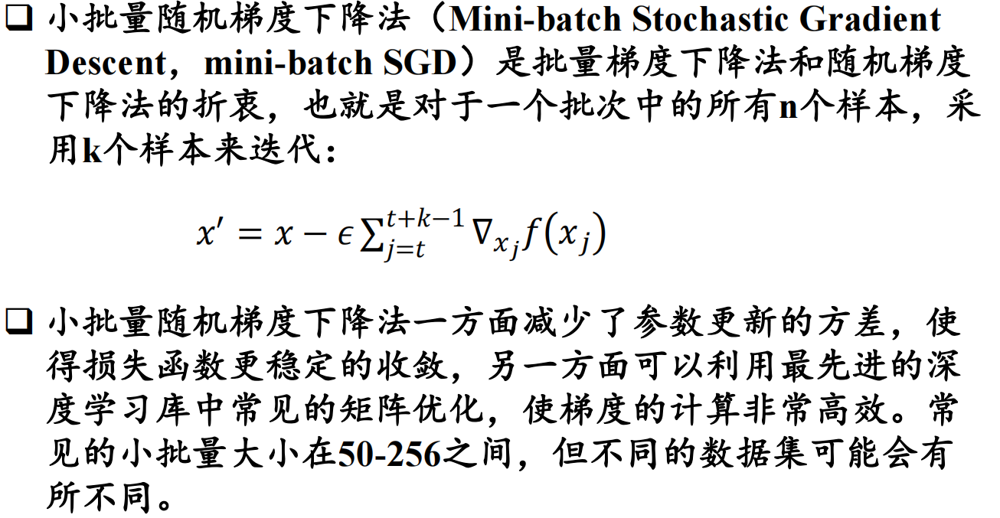 ❑ 小批量随机梯度下降法（Mini-batch Stochastic Gradient
Descent，mini-batch SGD）是批量梯度下降法和随机梯度
下降法的折衷，也就是对于一个批次中的所有n个样本，采
用k个样本来迭代：
x′ = x − ϵ∑_{j=t}^{t+k−1} ∇_{x_j} f(x_j)
❑ 小批量随机梯度下降法一方面减少了参数更新的方差，使
得损失函数更稳定的收敛，另一方面可以利用最先进的深
度学习库中常见的矩阵优化，使梯度的计算非常高效。常
见的小批量大小在50-256之间，但不同的数据集可能会有
所不同。